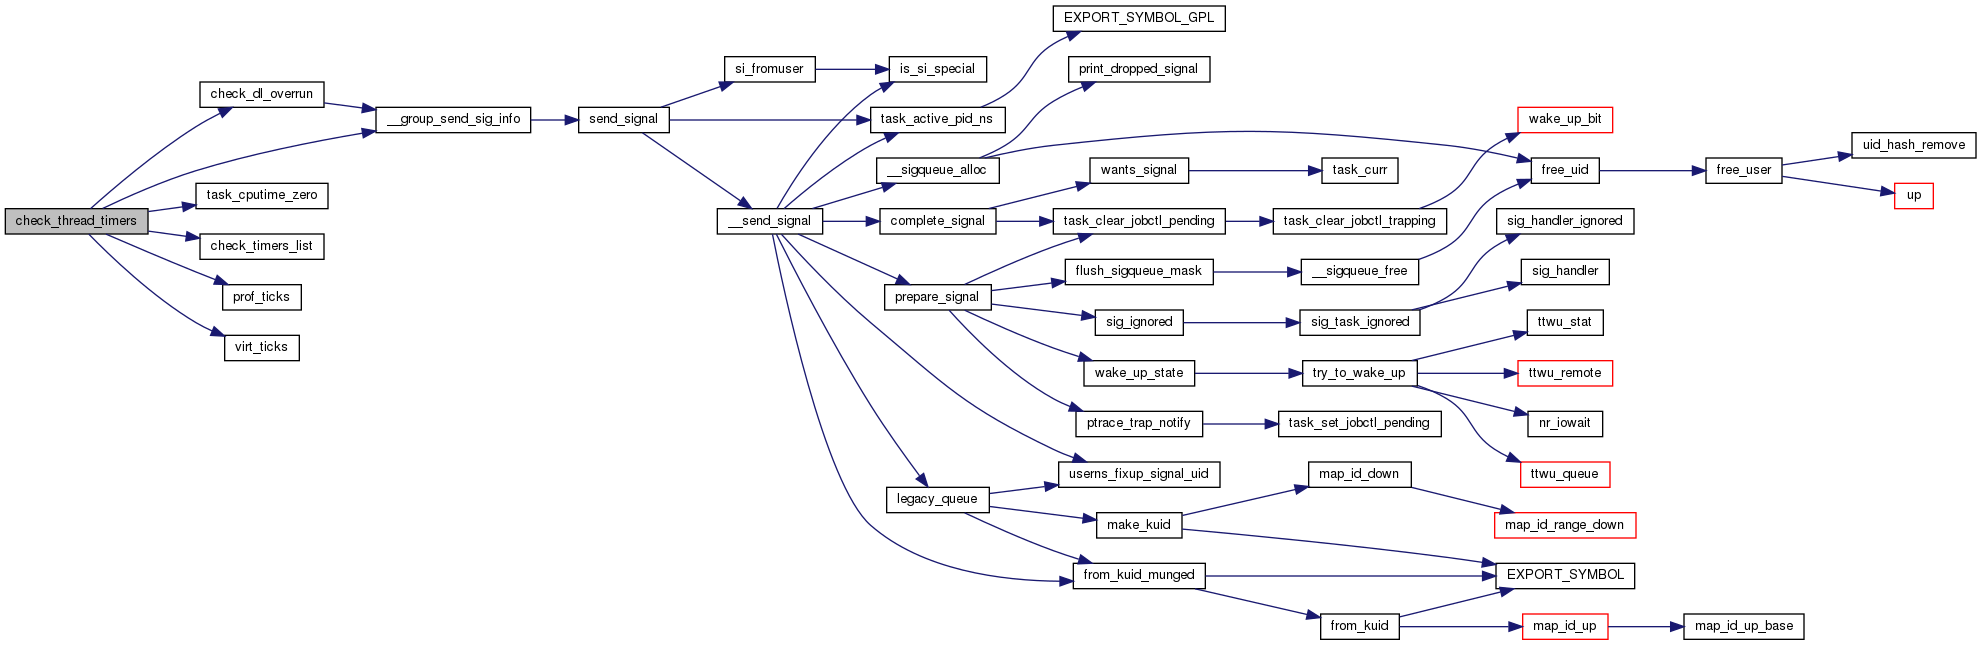 EXPORT_SYMBOL_GPL
si_fromuser
is_si_special
print_dropped_signal
check_dl_overrun
__group_send_sig_info
send_signal
task_active_pid_ns
wake_up_bit
uid_hash_remove
__sigqueue_alloc
wants_signal
task_curr
free_uid
free_user
task_cputime_zero
up
check_thread_timers
__send_signal
complete_signal
task_clear_jobctl_pending
task_clear_jobctl_trapping
sig_handler_ignored
check_timers_list
flush_sigqueue_mask
__sigqueue_free
sig_handler
prof_ticks
prepare_signal
sig_ignored
sig_task_ignored
ttwu_stat
virt_ticks
wake_up_state
try_to_wake_up
ttwu_remote
ptrace_trap_notify
task_set_jobctl_pending
nr_iowait
userns_fixup_signal_uid
map_id_down
ttwu_queue
legacy_queue
make_kuid
map_id_range_down
from_kuid_munged
EXPORT_SYMBOL
from_kuid
map_id_up
map_id_up_base